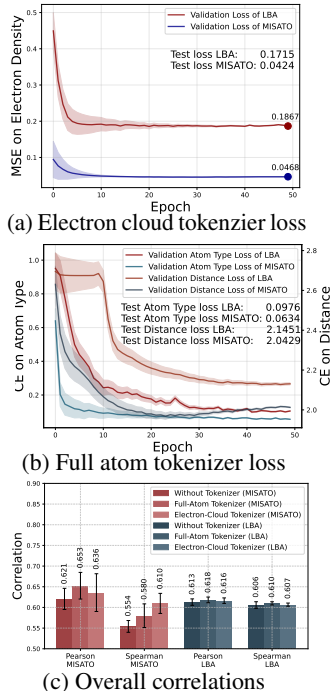 Validation Loss of LBA
Validation Loss of MISATO
Test loss LBA: 0.1715
Test loss MISATO: 0.0424
MSE on Electron Density
0.5
0.4
0.3
0.2
0.1
0.1867
0.0468
0 10 20 30 40 50
Epoch
(a) Electron cloud tokenzier loss
Validation Atom Type Loss of LBA
Validation Atom Type Loss of MISATO
Validation Distance Loss of LBA
Validation Distance Loss of MISATO
Test Atom Type loss LBA: 0.0976
Test Atom Type loss MISATO: 0.0634
Test Distance loss LBA: 2.1451
Test Distance loss MISATO: 2.0429
CE on Atom Type
1.0
0.8
0.6
0.4
0.2
CE on Distance
2.8
2.6
2.4
2.2
2.0
0 10 20 30 40 50
Epoch
(b) Full atom tokenizer loss
Correlation
0.90
0.85
0.80
0.75
0.70
0.65
0.60
0.55
0.50
Without Tokenizer (MISATO)
Full-Atom Tokenizer (MISATO)
Electron-Cloud Tokenizer (MISATO)
Without Tokenizer (LBA)
Full-Atom Tokenizer (LBA)
Electron-Cloud Tokenizer (LBA)
0.621 0.653 0.636 0.554 0.580 0.610 0.613 0.618 0.616 0.606 0.610 0.607
Pearson Spearman Pearson Spearman
MISATO MISATO LBA LBA
(c) Overall correlations